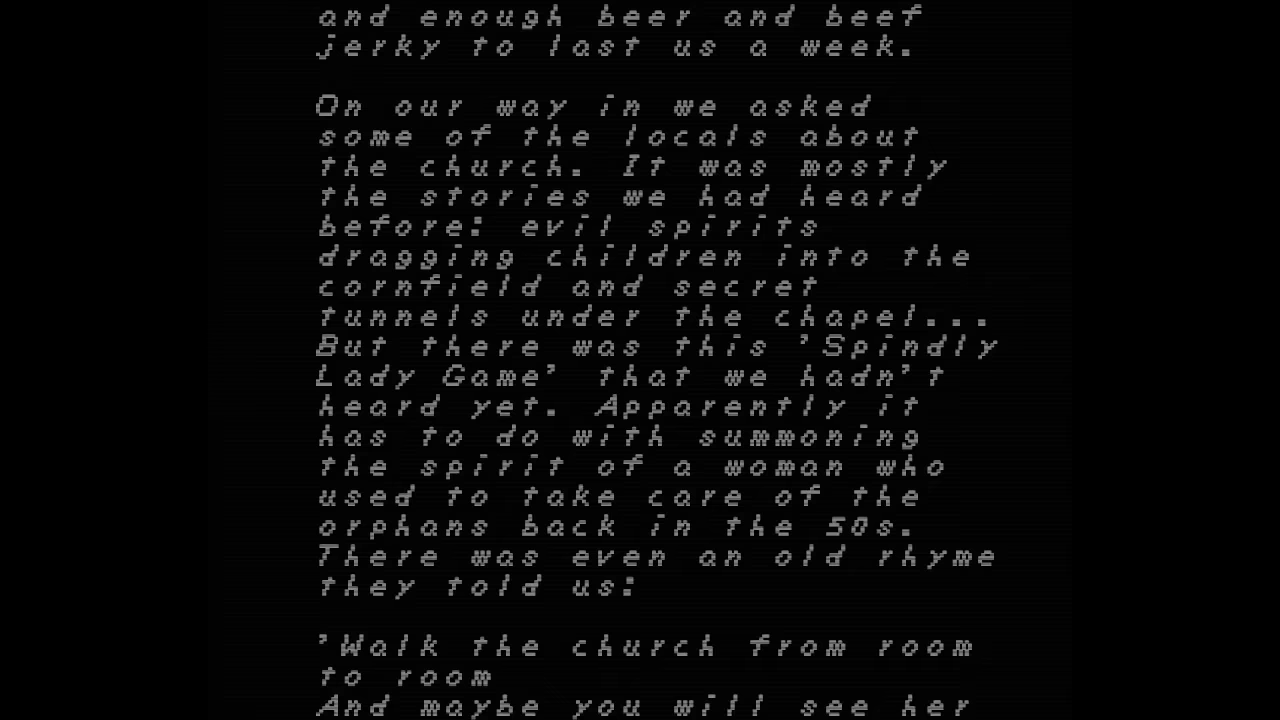 and enough beer and beef
jerky to last us a week.
On our way in we asked
some of the locals about
the church. It was mostly
the stories we had heard
before: evil spirits
dragging children into the
cornfield and secret
tunnels under the chapel...
But there was this 'Spindly
Lady Game' that we hadn't
heard yet. Apparently it
has to do with summoning
the spirit of a woman who
used to take care of the
orphans back in the 50s.
There was even an old rhyme
they told us:
'Walk the church from room
to room
And maybe you will see her